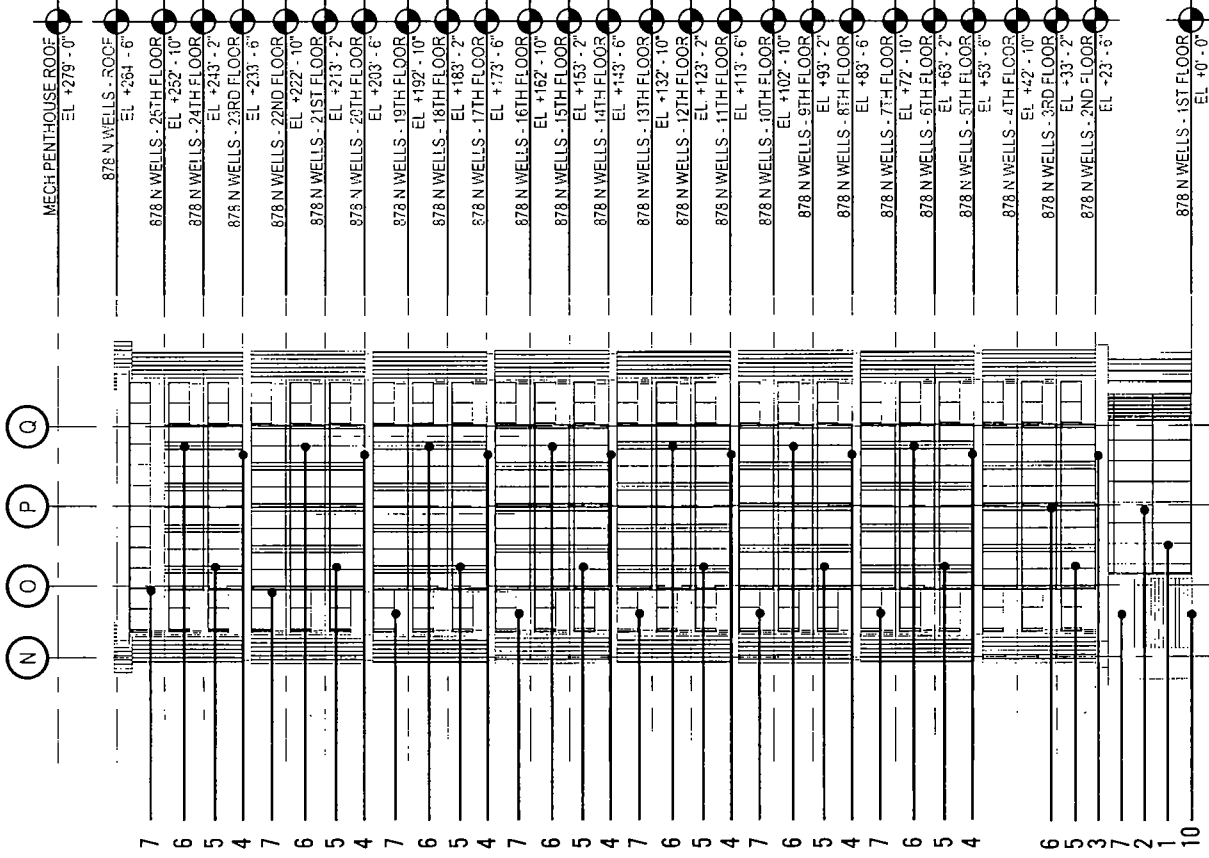 MECH PENTHOUSE ROOF
EL +279' - 0"
878 N WELLS - ROOF
EL +264' - 6"
878 N WELLS - 25TH FLOOR
EL +252' - 10"
878 N WELLS - 24TH FLOOR
EL +243' - 2"
878 N WELLS - 23RD FLOOR
EL +233' - 6"
878 N WELLS - 22ND FLOOR
EL +222' - 10"
878 N WELLS - 21ST FLOOR
EL +213' - 2"
878 N WELLS - 20TH FLOOR
EL +203' - 6"
878 N WELLS - 19TH FLOOR
EL +192' - 10"
878 N WELLS - 18TH FLOOR
EL +183' - 2"
878 N WELLS - 17TH FLOOR
EL +173' - 6"
878 N WELLS - 16TH FLOOR
EL +162' - 10"
878 N WELLS - 15TH FLOOR
EL +153' - 2"
878 N WELLS - 14TH FLOOR
EL +143' - 6"
878 N WELLS - 13TH FLOOR
EL +132' - 10"
878 N WELLS - 12TH FLOOR
EL +123' - 2"
878 N WELLS - 11TH FLOOR
EL +113' - 6"
878 N WELLS - 10TH FLOOR
EL +102' - 10"
878 N WELLS - 9TH FLOOR
EL +93' - 2"
878 N WELLS - 8TH FLOOR
EL +83' - 6"
878 N WELLS - 7TH FLOOR
EL +72' - 10"
878 N WELLS - 6TH FLOOR
EL +63' - 2"
878 N WELLS - 5TH FLOOR
EL +53' - 6"
878 N WELLS - 4TH FLOOR
EL +42' - 10"
878 N WELLS - 3RD FLOOR
EL +33' - 2"
878 N WELLS - 2ND FLOOR
EL +23' - 6"
878 N WELLS - 1ST FLOOR
EL +0' - 0"
Q
P
O
N
7
6
5
4
7
6
5
4
7
6
5
4
7
6
5
4
7
6
5
4
7
6
5
4
7
6
5
4
6
5
3
7
2
1
10